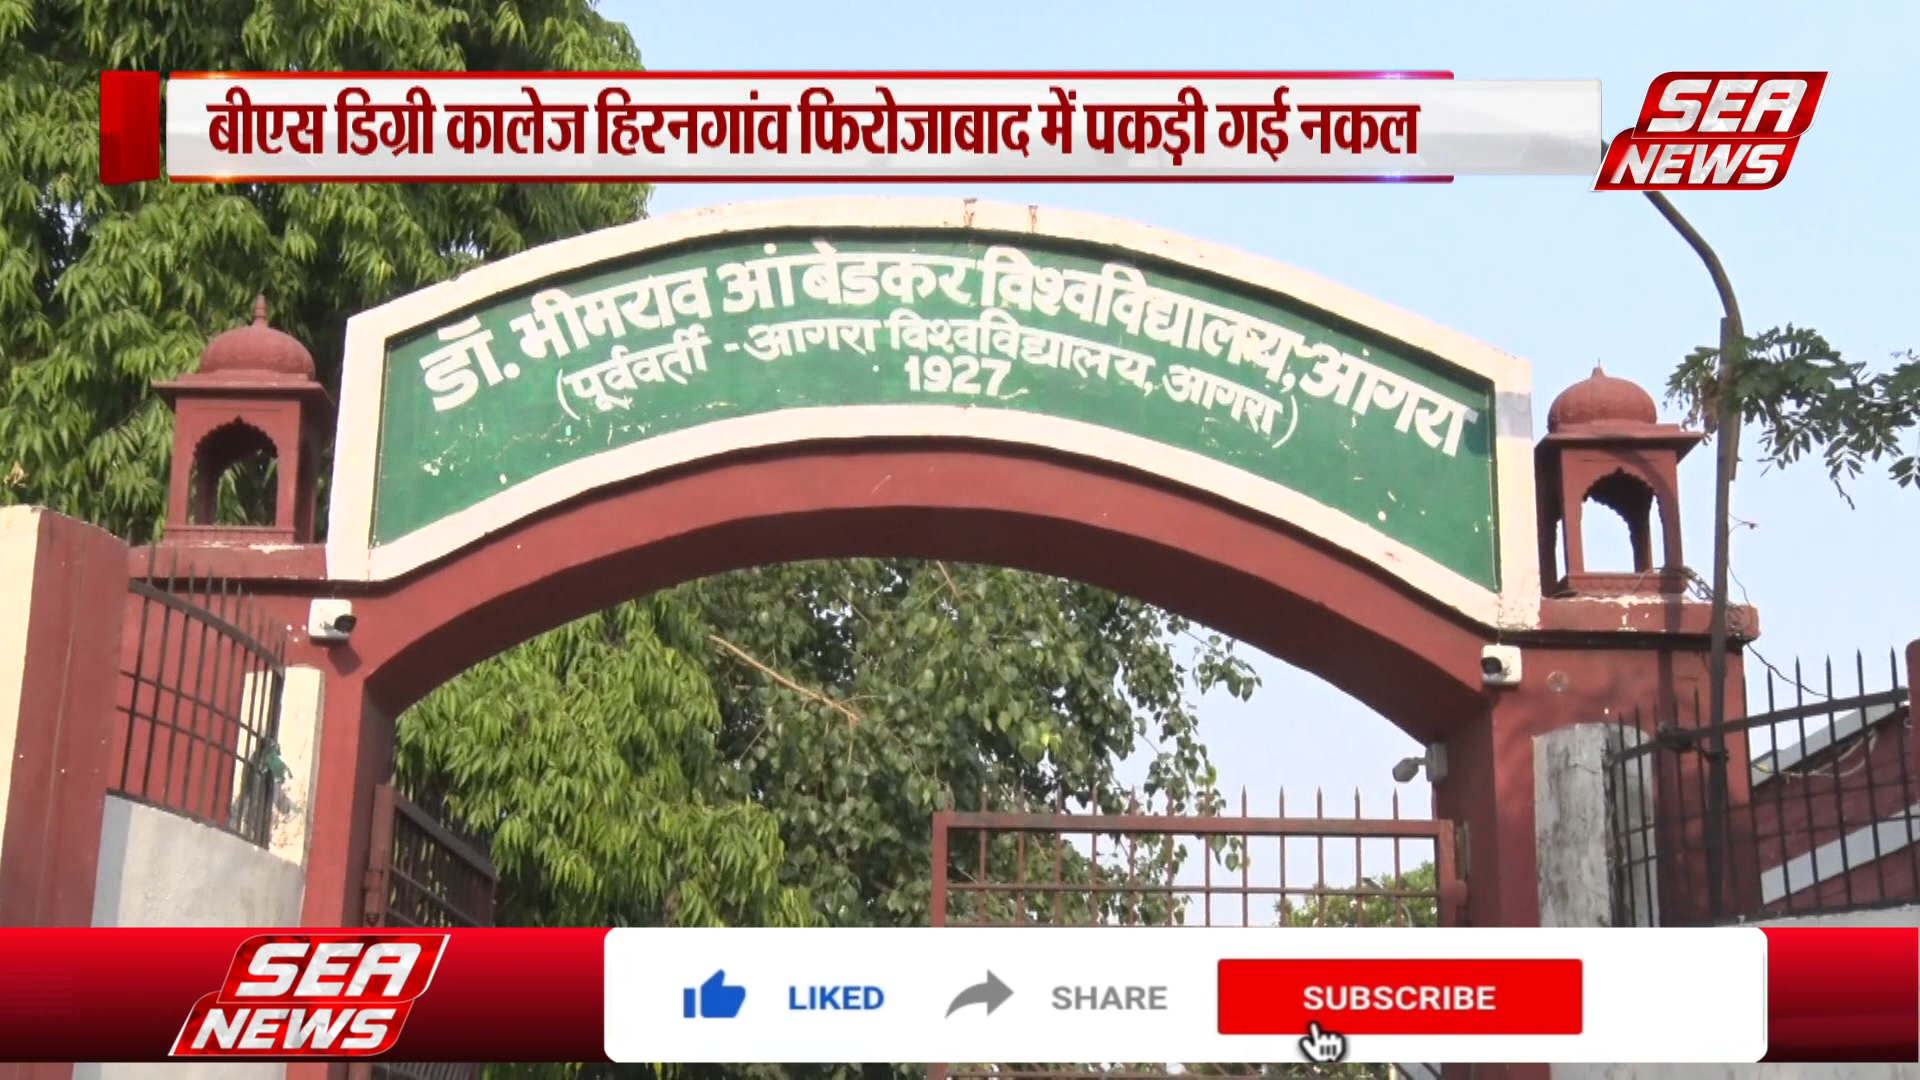 बीएस डिग्री कालेज हिरनगांव फिरोजाबाद में पकड़ी गई नकल
SEA
NEWS
डॉ. भीमराव आंबेडकर विश्वविद्यालय, आगरा
(पूर्ववर्ती - आगरा विश्वविद्यालय, आगरा)
1927
SEA
NEWS
LIKED
SHARE
SUBSCRIBE